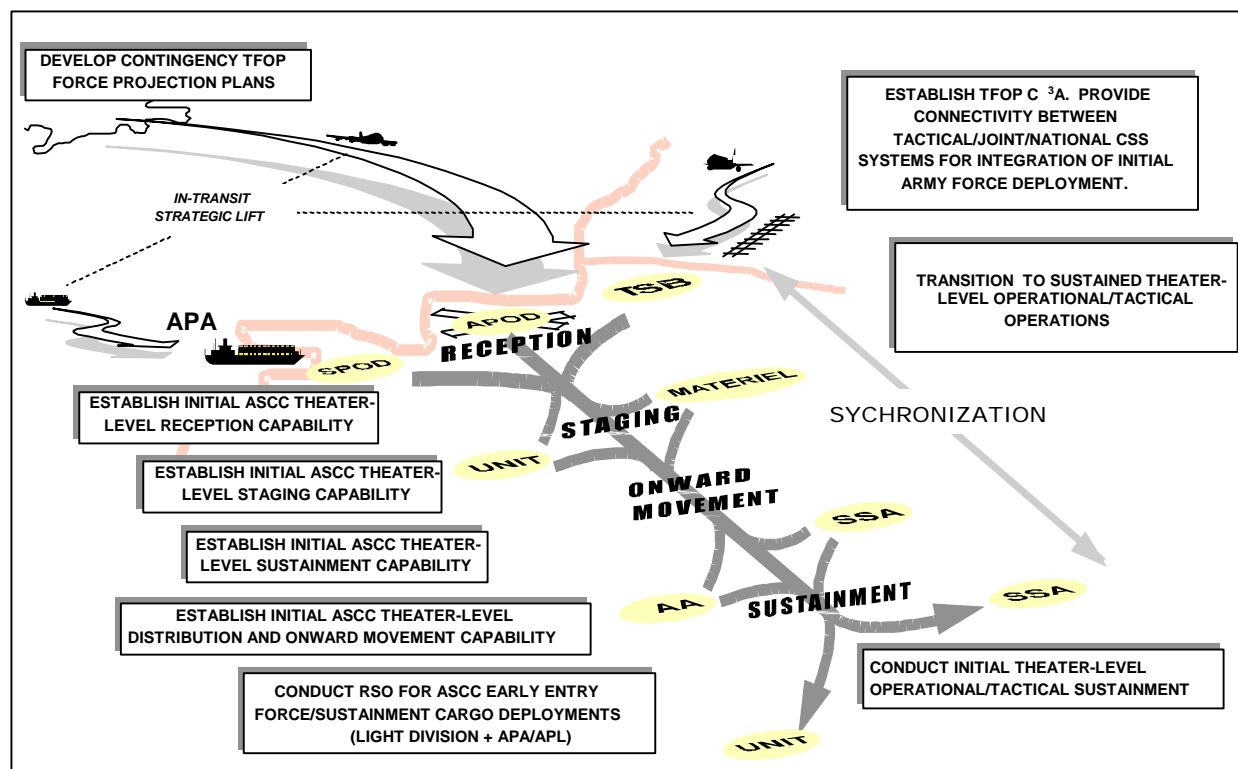 DEVELOP CONTINGENCY TFOP
FORCE PROJECTION PLANS
ESTABLISH TFOP C ³A. PROVIDE
CONNECTIVITY BETWEEN
TACTICAL/JOINT/NATIONAL CSS
SYSTEMS FOR INTEGRATION OF INITIAL
ARMY FORCE DEPLOYMENT.
IN-TRANSIT
STRATEGIC LIFT
TRANSITION TO SUSTAINED THEATER-
LEVEL OPERATIONAL/TACTICAL
OPERATIONS
TSB
APA
APOD
RECEPTION
SPOD
MATERIEL
ESTABLISH INITIAL ASCC THEATER-
LEVEL RECEPTION CAPABILITY
STAGING
SYCHRONIZATION
UNIT
ESTABLISH INITIAL ASCC THEATER-
LEVEL STAGING CAPABILITY
ONWARD
MOVEMENT
SSA
ESTABLISH INITIAL ASCC THEATER-
LEVEL SUSTAINMENT CAPABILITY
AA
SUSTAINMENT
SSA
ESTABLISH INITIAL ASCC THEATER-LEVEL
DISTRIBUTION AND ONWARD MOVEMENT CAPABILITY
CONDUCT INITIAL THEATER-LEVEL
OPERATIONAL/TACTICAL SUSTAINMENT
CONDUCT RSO FOR ASCC EARLY ENTRY
FORCE/SUSTAINMENT CARGO DEPLOYMENTS
(LIGHT DIVISION + APA/APL)
UNIT